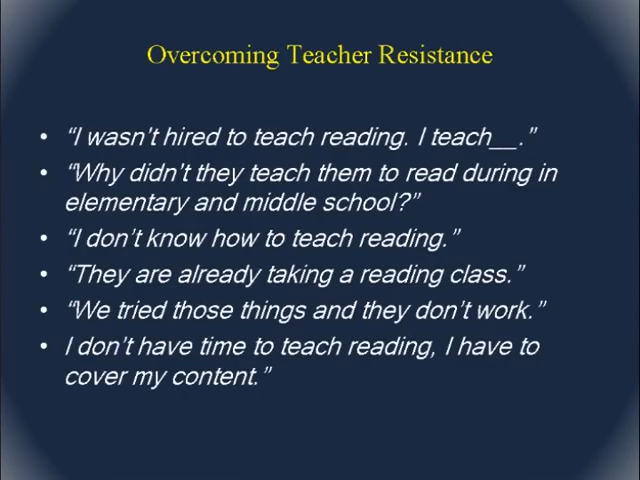 Overcoming Teacher Resistance
• “I wasn't hired to teach reading. I teach__.”
• “Why didn’t they teach them to read during in
elementary and middle school?”
• “I don’t know how to teach reading.”
• “They are already taking a reading class.”
• “We tried those things and they don’t work.”
• I don’t have time to teach reading, I have to
cover my content.”